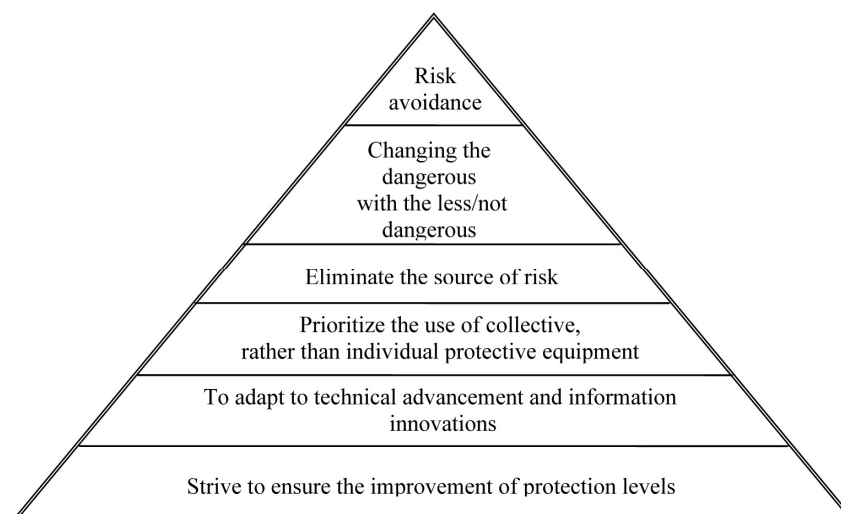 Risk
avoidance
Changing the
dangerous
with the less/not
dangerous
Eliminate the source of risk
Prioritize the use of collective,
rather than individual protective equipment
To adapt to technical advancement and information
innovations
Strive to ensure the improvement of protection levels